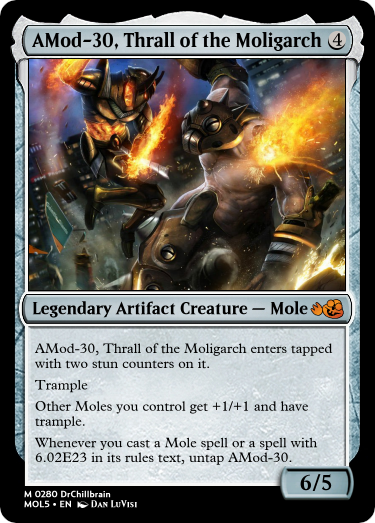 AMod-30, Thrall of the Moligarch 4
Legendary Artifact Creature — Mole
AMod-30, Thrall of the Moligarch enters tapped
with two stun counters on it.
Trample
Other Moles you control get +1/+1 and have
trample.
Whenever you cast a Mole spell or a spell with
6.02E23 in its rules text, untap AMod-30.
6/5
M 0280 DrChillbrain
MOL5 • EN Dan LuVisi